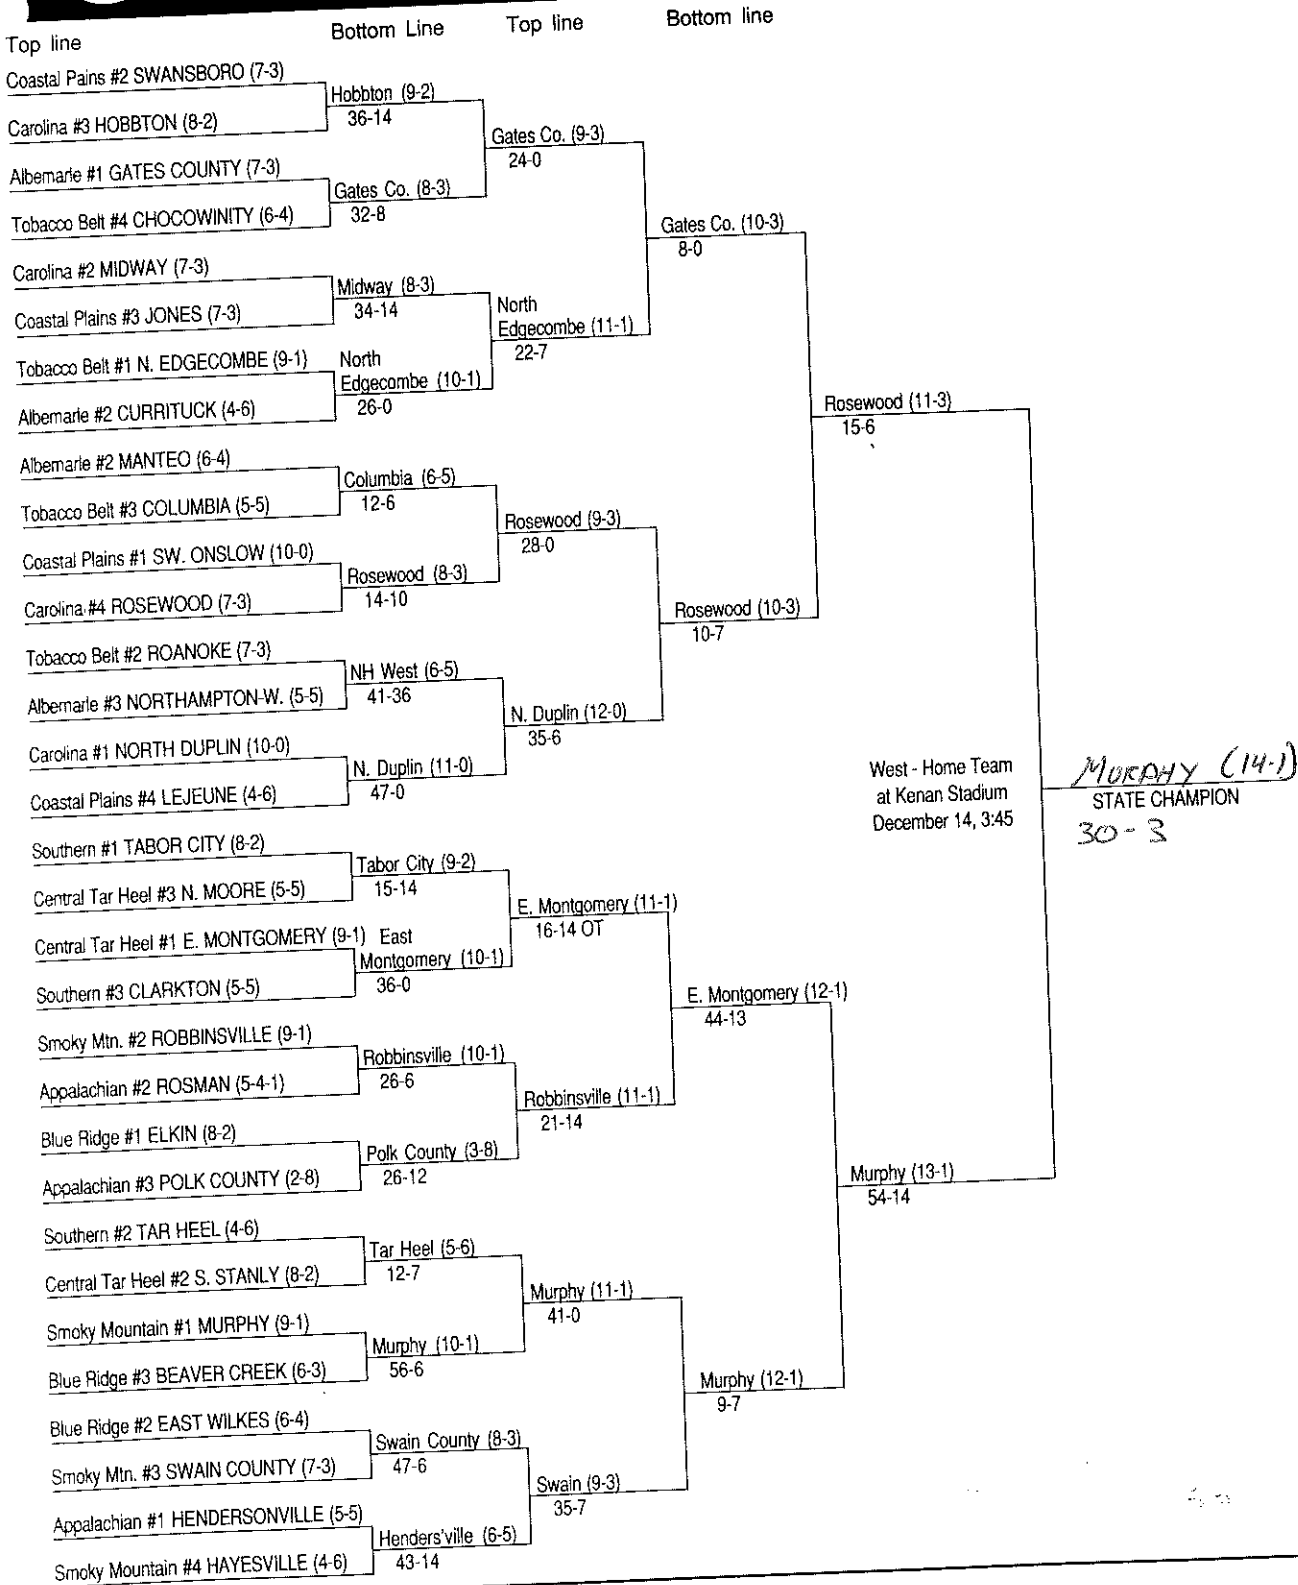 Top line
Bottom Line
Top line
Bottom line
Coastal Pains #2 SWANSBORO (7-3)
Carolina #3 HOBBTON (8-2)
Albemarle #1 GATES COUNTY (7-3)
Tobacco Belt #4 CHOCOWINITY (6-4)
Carolina #2 MIDWAY (7-3)
Coastal Plains #3 JONES (7-3)
Tobacco Belt #1 N. EDGECOMBE (9-1)
Albemarle #2 CURRITUCK (4-6)
Albemarle #2 MANTEO (6-4)
Tobacco Belt #3 COLUMBIA (5-5)
Coastal Plains #1 SW. ONSLOW (10-0)
Carolina #4 ROSEWOOD (7-3)
Tobacco Belt #2 ROANOKE (7-3)
Albemarle #3 NORTHAMPTON-W. (5-5)
Carolina #1 NORTH DUPLIN (10-0)
Coastal Plains #4 LEJEUNE (4-6)
Southern #1 TABOR CITY (8-2)
Central Tar Heel #3 N. MOORE (5-5)
Central Tar Heel #1 E. MONTGOMERY (9-1)
Southern #3 CLARKTON (5-5)
Smoky Mtn. #2 ROBBINSVILLE (9-1)
Appalachian #2 ROSMAN (5-4-1)
Blue Ridge #1 ELKIN (8-2)
Appalachian #3 POLK COUNTY (2-8)
Southern #2 TAR HEEL (4-6)
Central Tar Heel #2 S. STANLY (8-2)
Smoky Mountain #1 MURPHY (9-1)
Blue Ridge #3 BEAVER CREEK (6-3)
Blue Ridge #2 EAST WILKES (6-4)
Smoky Mtn. #3 SWAIN COUNTY (7-3)
Appalachian #1 HENDERSONVILLE (5-5)
Smoky Mountain #4 HAYESVILLE (4-6)
Hobbton (9-2)
36-14
Gates Co. (8-3)
32-8
Midway (8-3)
34-14
North
Edgecombe (10-1)
26-0
Columbia (6-5)
12-6
Rosewood (8-3)
14-10
NH West (6-5)
41-36
N. Duplin (11-0)
47-0
Tabor City (9-2)
15-14
East
Montgomery (10-1)
36-0
Robbinsville (10-1)
26-6
Polk County (3-8)
26-12
Tar Heel (5-6)
12-7
Murphy (10-1)
56-6
Swain County (8-3)
47-6
Henders'ville (6-5)
43-14
Gates Co. (9-3)
24-0
North
Edgecombe (11-1)
22-7
Rosewood (9-3)
28-0
N. Duplin (12-0)
35-6
E. Montgomery (11-1)
16-14 OT
Robbinsville (11-1)
21-14
Murphy (11-1)
41-0
Swain (9-3)
35-7
Gates Co. (10-3)
8-0
Rosewood (10-3)
10-7
E. Montgomery (12-1)
44-13
Murphy (12-1)
9-7
Rosewood (11-3)
15-6
Murphy (13-1)
54-14
West - Home Team
at Kenan Stadium
December 14, 3:45
MURPHY (14-1)
STATE CHAMPION
30-3